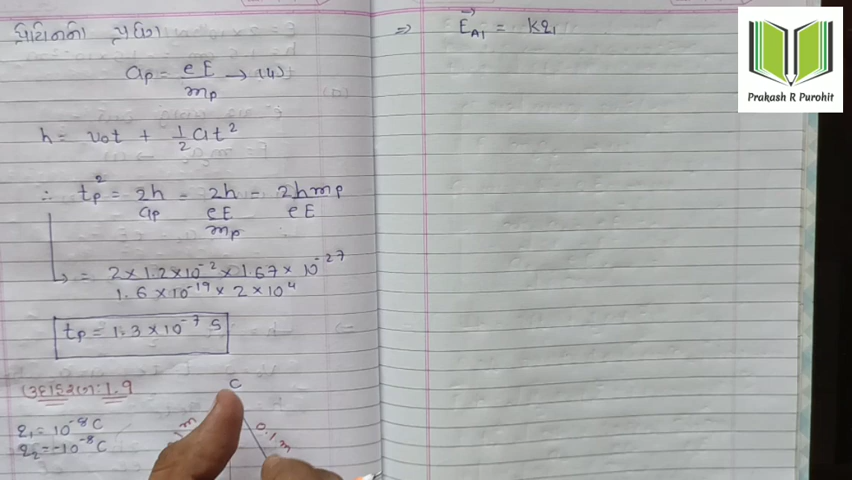 પ્રોટોનનો પ્રવેગ
ap = eE/mp → (4)
h = v₀t + 1/2 at²
∴ tp² = 2h/ap = 2h/(eE/mp) = 2hmp/eE
↳ = 2 × 1.2 × 10⁻² × 1.67 × 10⁻²⁷ / 1.6 × 10⁻¹⁹ × 2 × 10⁴
tp = 1.3 × 10⁻⁷ s
ઉદાહરણ : 1.9
C
q₁ = 10⁻⁸ C
q₂ = -10⁻⁸ C
m
0.1 m
⇒ E⃗A1 = kq₁
Prakash R Purohit